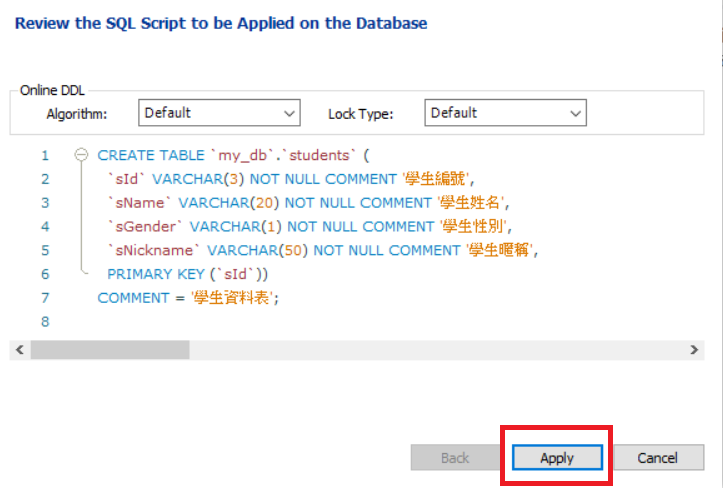 Review the SQL Script to be Applied on the Database
Online DDL
Algorithm: Default Lock Type: Default
1 CREATE TABLE `my_db`.`students` (
2 `sId` VARCHAR(3) NOT NULL COMMENT '學生編號',
3 `sName` VARCHAR(20) NOT NULL COMMENT '學生姓名',
4 `sGender` VARCHAR(1) NOT NULL COMMENT '學生性別',
5 `sNickname` VARCHAR(50) NOT NULL COMMENT '學生暱稱',
6 PRIMARY KEY (`sId`))
7 COMMENT = '學生資料表';
8
Back Apply Cancel